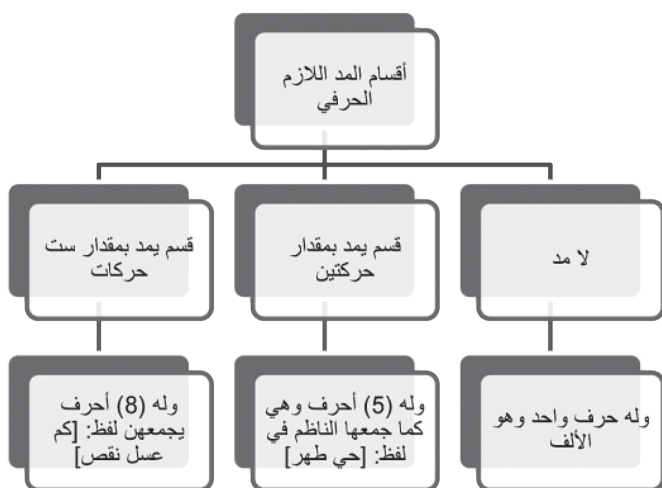 أقسام المد اللازم
الحرفي
لا مد
قسم يمد بمقدار
حركتين
قسم يمد بمقدار ست
حركات
وله حرف واحد وهو
الألف
وله (5) أحرف وهي
كما جمعها الناظم في
لفظ: [حي طهر]
وله (8) أحرف
يجمعهن لفظ: [كم
عسل نقص]